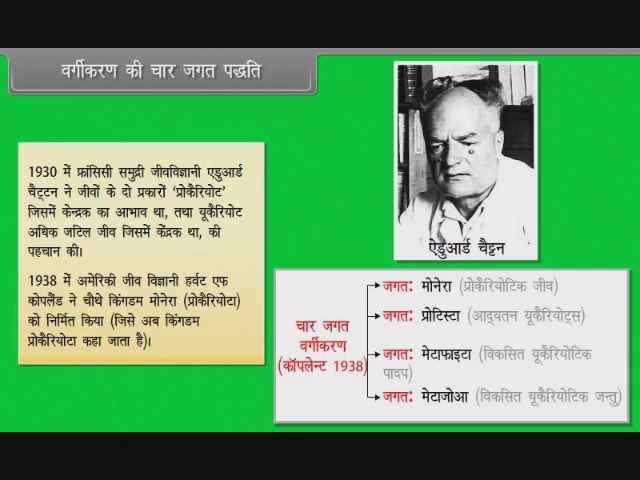 वर्गीकरण की चार जगत पद्धति
1930 में फ्रांसिसी समुद्री जीवविज्ञानी एडुआर्ड
चैट्टन ने जीवों के दो प्रकारों ‘प्रोकैरियोट’
जिसमें केन्द्रक का आभाव था, तथा यूकैरियोट
अधिक जटिल जीव जिसमें केंद्रक था, की
पहचान की।
1938 में अमेरिकी जीव विज्ञानी हर्वट एफ
कोपलैंड ने चौथे किंगडम मोनेरा (प्रोकैरियोटा)
को निर्मित किया (जिसे अब किंगडम
प्रोकैरियोटा कहा जाता है)।
ऐडुआर्ड चैट्टन
चार जगत
वर्गीकरण
(कॉपलेन्ट 1938)
जगत: मोनेरा (प्रोकैरियोटिक जीव)
जगत: प्रोटिस्टा (आद्यतन यूकैरियोट्स)
जगत: मेटाफाइटा (विकसित यूकैरियोटिक
पादप)
जगत: मेटाजोआ (विकसित यूकैरियोटिक जन्तु)